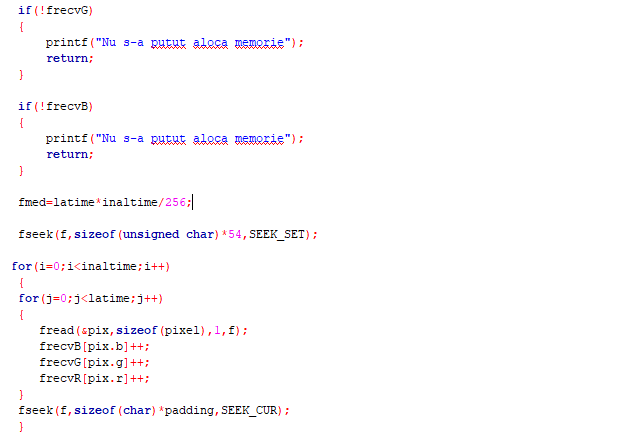 if(!frecvG)
{
printf("Nu s-a putut aloca memorie");
return;
}
if(!frecvB)
{
printf("Nu s-a putut aloca memorie");
return;
}
fmed=latime*inaltime/256;
fseek(f,sizeof(unsigned char)*54,SEEK_SET);
for(i=0;i<inaltime;i++)
{
for(j=0;j<latime;j++)
{
fread(&pix,sizeof(pixel),1,f);
frecvB[pix.b]++;
frecvG[pix.g]++;
frecvR[pix.r]++;
}
fseek(f,sizeof(char)*padding,SEEK_CUR);
}